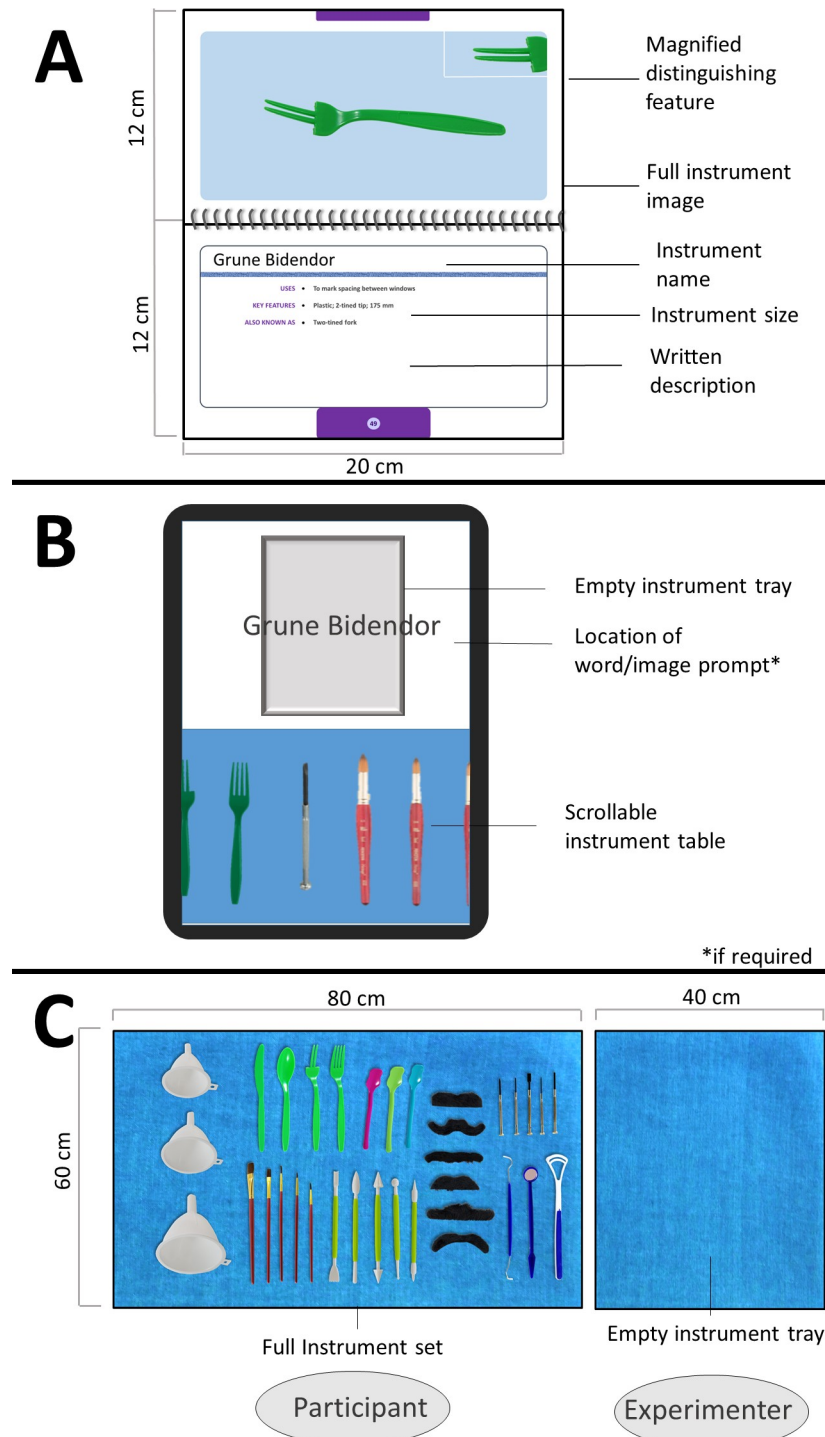 A
12 cm
12 cm
20 cm
Magnified
distinguishing
feature
Full instrument
image
Grune Bidendor
USES • To mark spacing between windows
KEY FEATURES • Plastic; 2-tined tip; 175 mm
ALSO KNOWN AS • Two-tined fork
49
Instrument
name
Instrument size
Written
description
B
Grune Bidendor
Empty instrument tray
Location of
word/image prompt*
Scrollable
instrument table
*if required
C
80 cm
40 cm
60 cm
Full Instrument set
Empty instrument tray
Participant
Experimenter